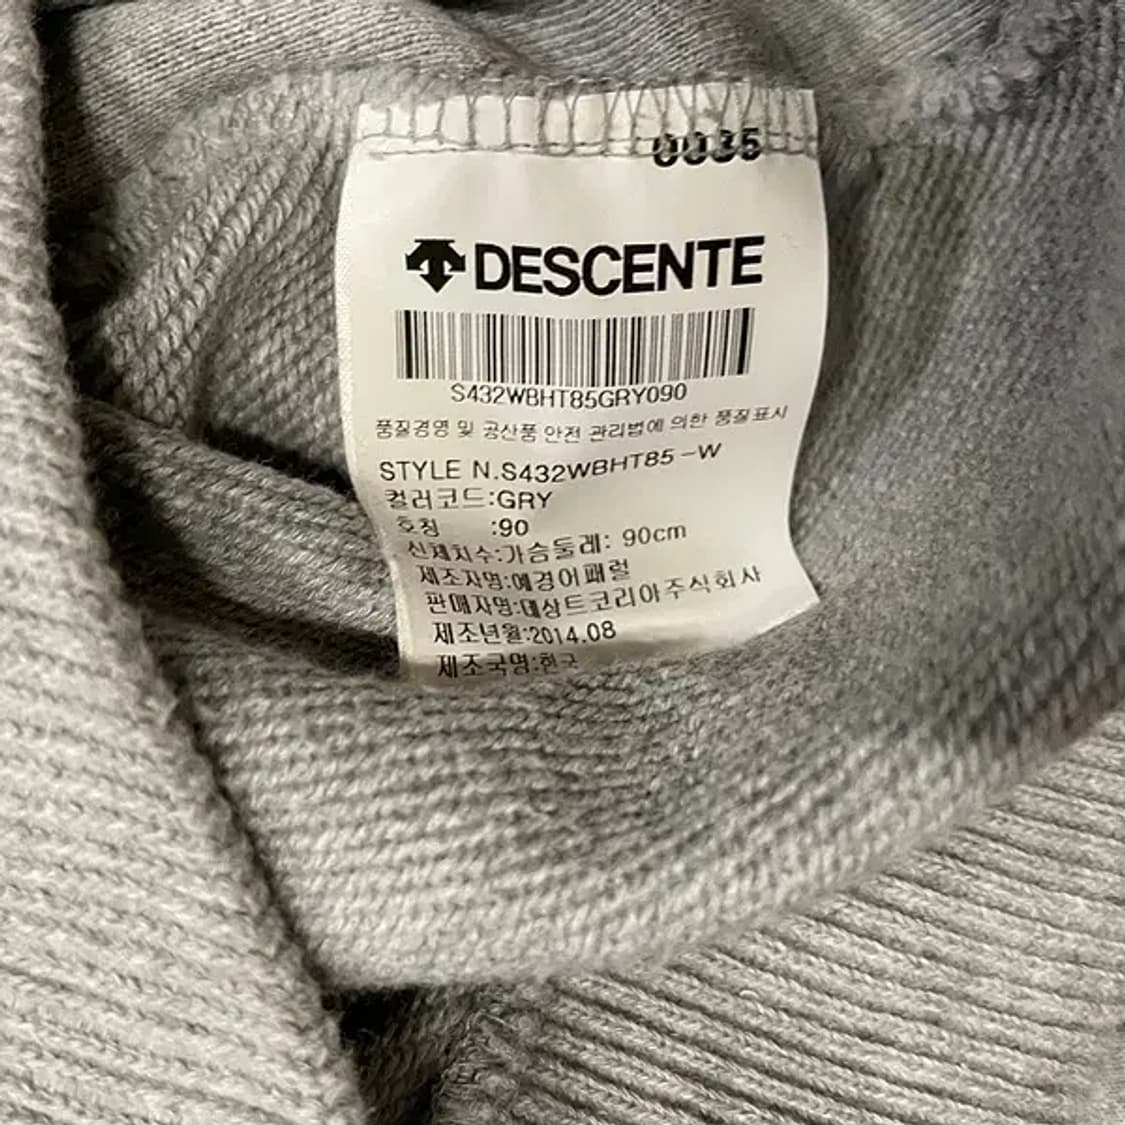 0035
DESCENTE
S432WBHT85GRY090
품질경영 및 공산품 안전 관리법에 의한 품질표시
STYLE N.S432WBHT85-W
컬러코드:GRY
호칭 :90
신체치수:가슴둘레: 90cm
제조자명:예경어패럴
판매자명:데상트코리아주식회사
제조년월:2014.08
제조국명:한국